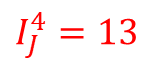 I_J^4 = 13